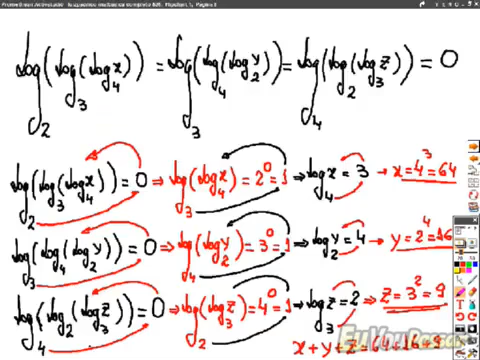 log₂(log₃(log₄x)) = log₃(log₄(log₂y)) = log₄(log₂(log₃z)) = 0
log₂(log₃(log₄x)) = 0 → log₃(log₄x) = 2⁰ = 1 → log₄x = 3 → x = 4³ = 64
log₃(log₄(log₂y)) = 0 → log₄(log₂y) = 3⁰ = 1 → log₂y = 4 → y = 2⁴ = 16
log₄(log₂(log₃z)) = 0 → log₂(log₃z) = 4⁰ = 1 → log₃z = 2 → z = 3² = 9
x + y + z = 64 + 16 + 9